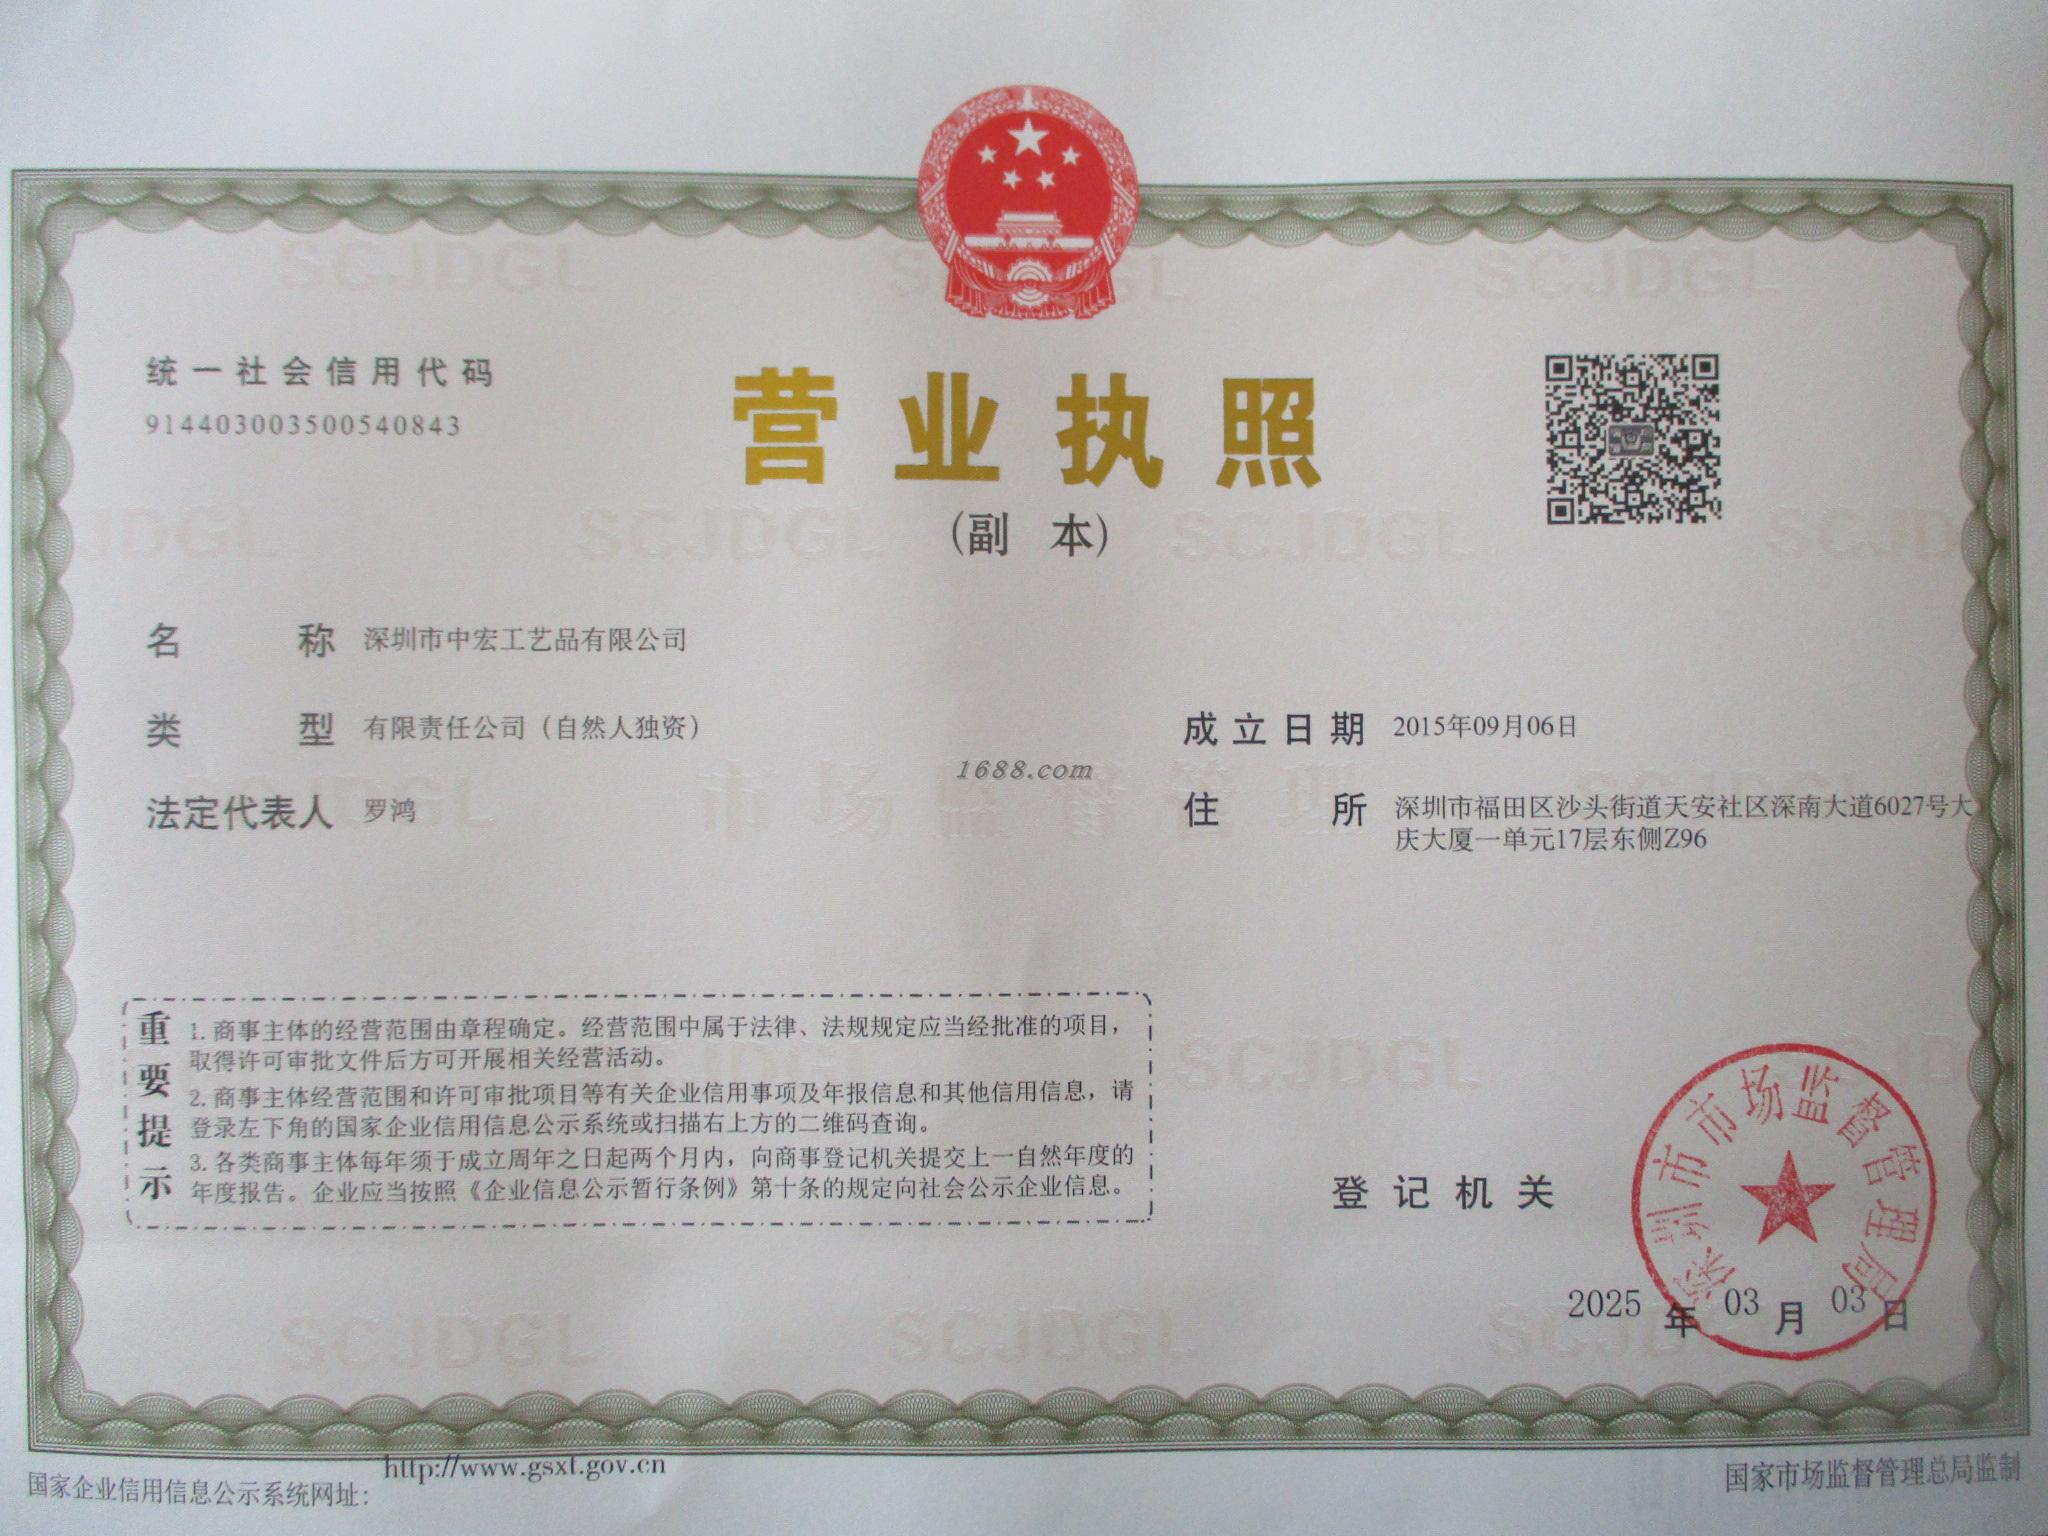 统一社会信用代码
914403003500540843
营业执照
(副 本)
名 称 深圳市中宏工艺品有限公司
类 型 有限责任公司（自然人独资）
成立日期 2015年09月06日
1688.com
法定代表人 罗鸿
住 所 深圳市福田区沙头街道天安社区深南大道6027号大
庆大厦一单元17层东侧Z96
重要提示
1. 商事主体的经营范围由章程确定。经营范围中属于法律、法规规定应当经批准的项目，
取得许可审批文件后方可开展相关经营活动。
2. 商事主体经营范围和许可审批项目等有关企业信用事项及年报信息和其他信用信息，请
登录左下角的国家企业信用信息公示系统或扫描右上方的二维码查询。
3. 各类商事主体每年须于成立周年之日起两个月内，向商事登记机关提交上一自然年度的
年度报告。企业应当按照《企业信息公示暂行条例》第十条的规定向社会公示企业信息。
登记机关
深圳市市场监督管理局
2025 年 03 月 03 日
国家企业信用信息公示系统网址：
http://www.gsxt.gov.cn
国家市场监督管理总局监制
SCJDGL
市场监督管理